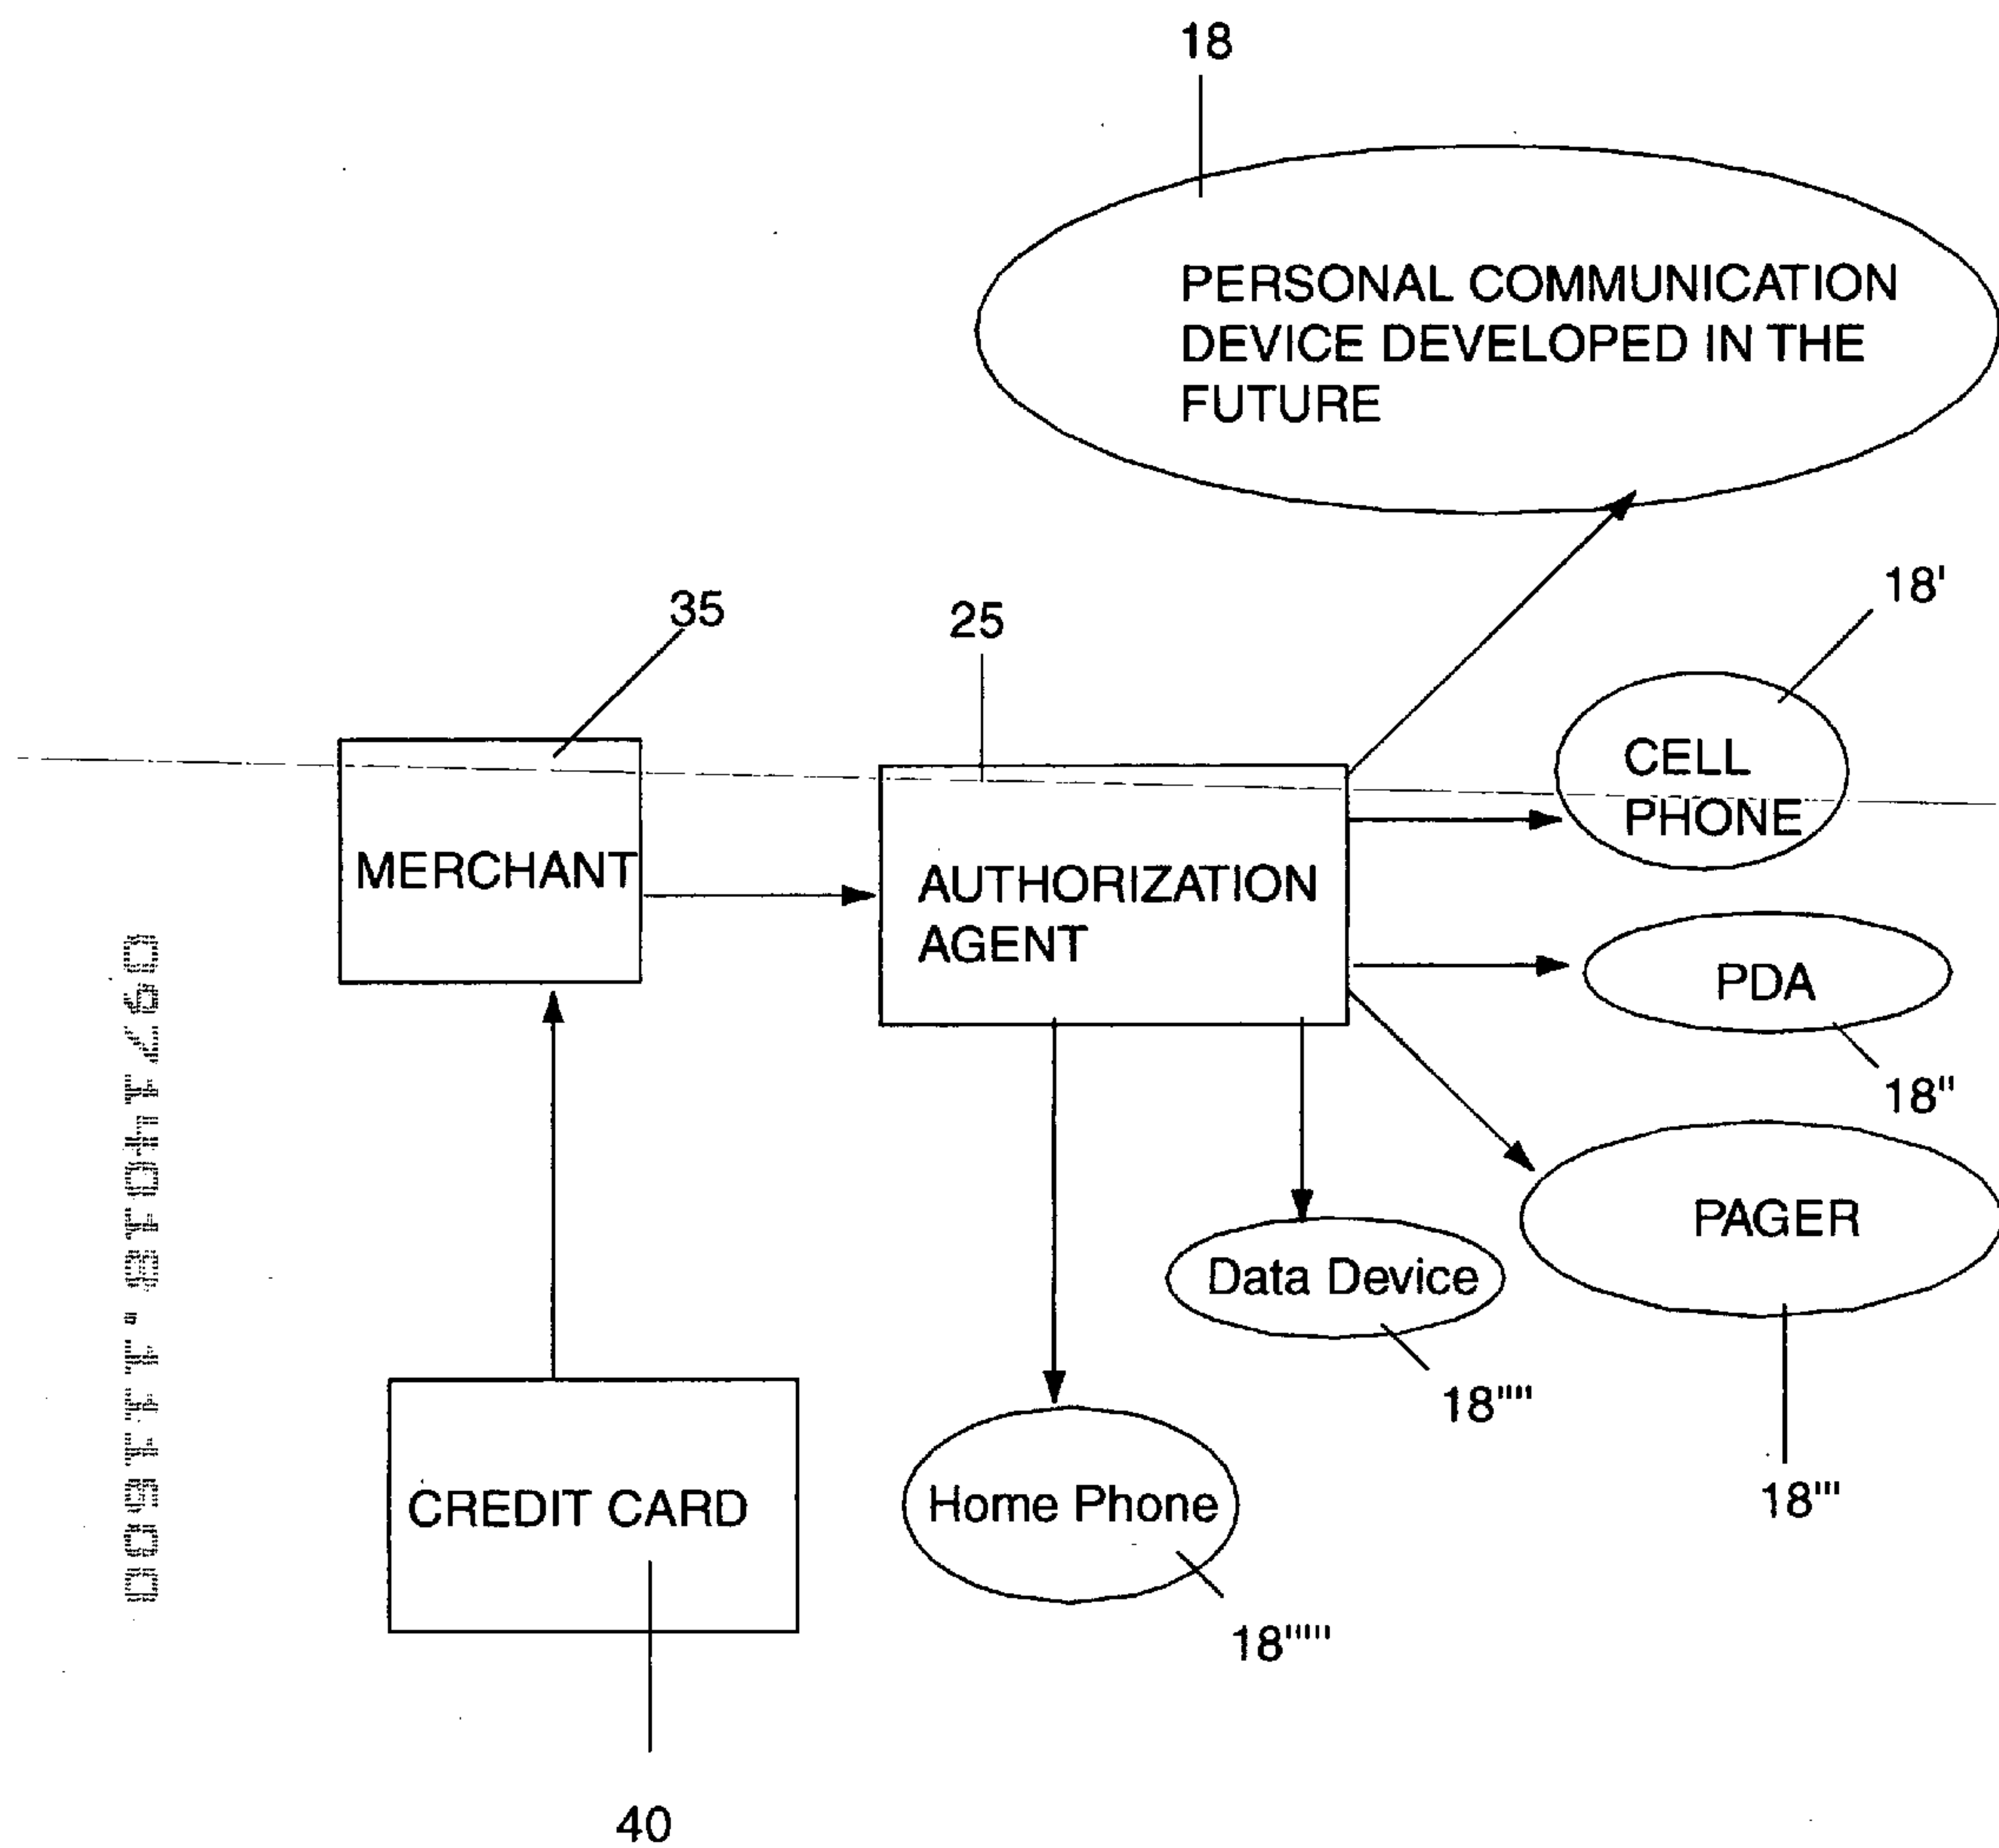 18
PERSONAL COMMUNICATION
DEVICE DEVELOPED IN THE
FUTURE
18'
35
25
CELL
PHONE
MERCHANT
AUTHORIZATION
AGENT
PDA
18"
PAGER
Data Device
18""
18'''
CREDIT CARD
Home Phone
18"'"
40